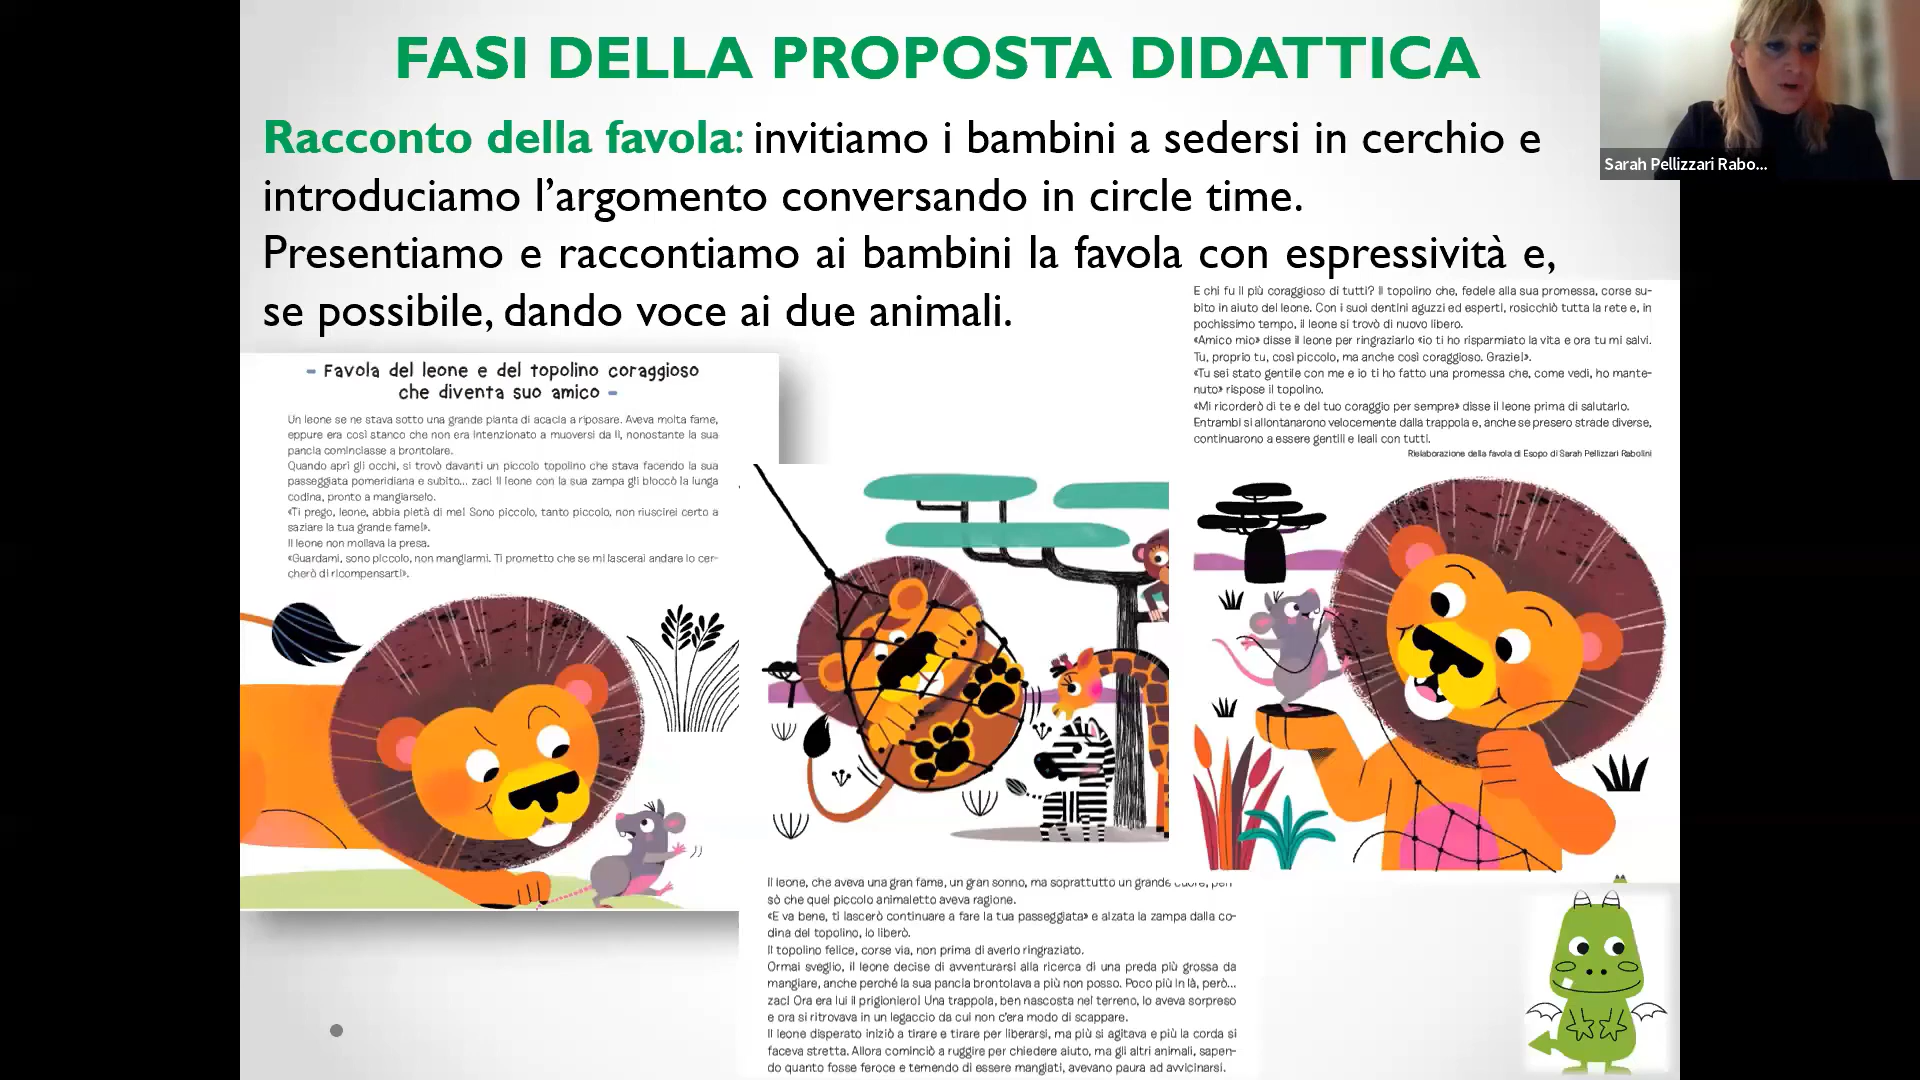 FASI DELLA PROPOSTA DIDATTICA
Racconto della favola: invitiamo i bambini a sedersi in cerchio e
introduciamo l’argomento conversando in circle time.
Presentiamo e raccontiamo ai bambini la favola con espressività e,
se possibile, dando voce ai due animali.
Sarah Pellizzari Rabo...
- Favola del leone e del topolino coraggioso
che diventa suo amico -
Un leone se ne stava sotto una grande pianta di acacia a riposare. Aveva molta fame,
eppure era così stanco che non era intenzionato a muoversi da lì, nonostante la sua
pancia cominciasse a brontolare.
Quando aprì gli occhi, si trovò davanti un piccolo topolino che stava facendo la sua
passeggiata pomeridiana e subito... zac! Il leone con la sua zampa gli bloccò la lunga
codina, pronto a mangiarselo.
«Ti prego, leone, abbia pietà di me! Sono piccolo, tanto piccolo, non riuscirei certo a
saziare la tua grande fame!».
Il leone non mollava la presa.
«Guardami, sono piccolo, non mangiarmi. Ti prometto che se mi lascerai andare io cer-
cherò di ricompensarti».
Il leone, che aveva una gran fame, un gran sonno, ma soprattutto un grande
sò che quel piccolo animaletto aveva ragione.
«E va bene, ti lascerò continuare a fare la tua passeggiata» e alzata la zampa dalla co-
dina del topolino, lo liberò.
Il topolino felice, corse via, non prima di averlo ringraziato.
Ormai sveglio, il leone decise di avventurarsi alla ricerca di una preda più grossa da
mangiare, anche perché la sua pancia brontolava a più non posso. Poco più in là, però...
zac! Ora era lui il prigioniero! Una trappola, ben nascosta nel terreno, lo aveva sorpreso
e ora si ritrovava in un legaccio da cui non c’era modo di scappare.
Il leone disperato iniziò a tirare e tirare per liberarsi, ma più si agitava e più la corda si
faceva stretta. Allora cominciò a ruggire per chiedere aiuto, ma gli altri animali, sapen-
do quanto fosse feroce e temendo di essere mangiati, avevano paura ad avvicinarsi.
E chi fu il più coraggioso di tutti? Il topolino che, fedele alla sua promessa, corse su-
bito in aiuto del leone. Con i suoi dentini aguzzi ed esperti, rosicchiò tutta la rete e, in
pochissimo tempo, il leone si trovò di nuovo libero.
«Amico mio» disse il leone per ringraziarlo «io ti ho risparmiato la vita e ora tu mi salvi.
Tu, proprio tu, così piccolo, ma anche così coraggioso. Grazie!».
«Tu sei stato gentile con me e io ti ho fatto una promessa che, come vedi, ho mante-
nuto» rispose il topolino.
«Mi ricorderò di te e del tuo coraggio per sempre» disse il leone prima di salutarlo.
Entrambi si allontanarono velocemente dalla trappola e, anche se presero strade diverse,
continuarono a essere gentili e leali con tutti.
Rielaborazione della favola di Esopo di Sarah Pellizzari Rabolini